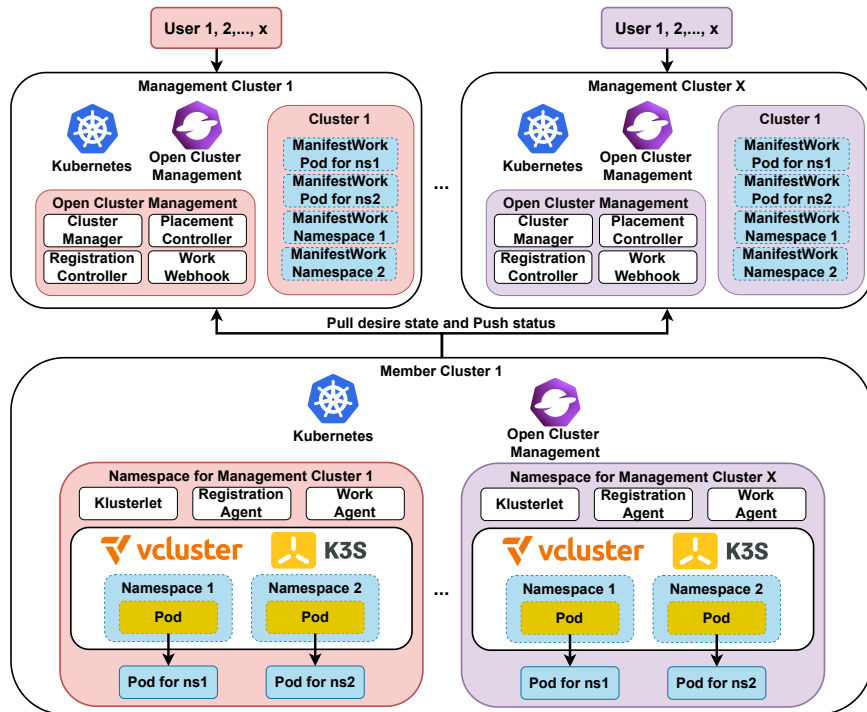 User 1, 2,..., x
User 1, 2,..., x
Management Cluster 1
Kubernetes
Open Cluster
Management
Cluster 1
ManifestWork
Pod for ns1
ManifestWork
Pod for ns2
ManifestWork
Namespace 1
ManifestWork
Namespace 2
Open Cluster Management
Cluster
Manager
Placement
Controller
Registration
Controller
Work
Webhook
...
Management Cluster X
Kubernetes
Open Cluster
Management
Cluster 1
ManifestWork
Pod for ns1
ManifestWork
Pod for ns2
ManifestWork
Namespace 1
ManifestWork
Namespace 2
Open Cluster Management
Cluster
Manager
Placement
Controller
Registration
Controller
Work
Webhook
Pull desire state and Push status
Member Cluster 1
Kubernetes
Open Cluster
Management
Namespace for Management Cluster 1
Klusterlet
Registration
Agent
Work
Agent
vcluster
K3S
Namespace 1
Pod
Namespace 2
Pod
Pod for ns1
Pod for ns2
...
Namespace for Management Cluster X
Klusterlet
Registration
Agent
Work
Agent
vcluster
K3S
Namespace 1
Pod
Namespace 2
Pod
Pod for ns1
Pod for ns2